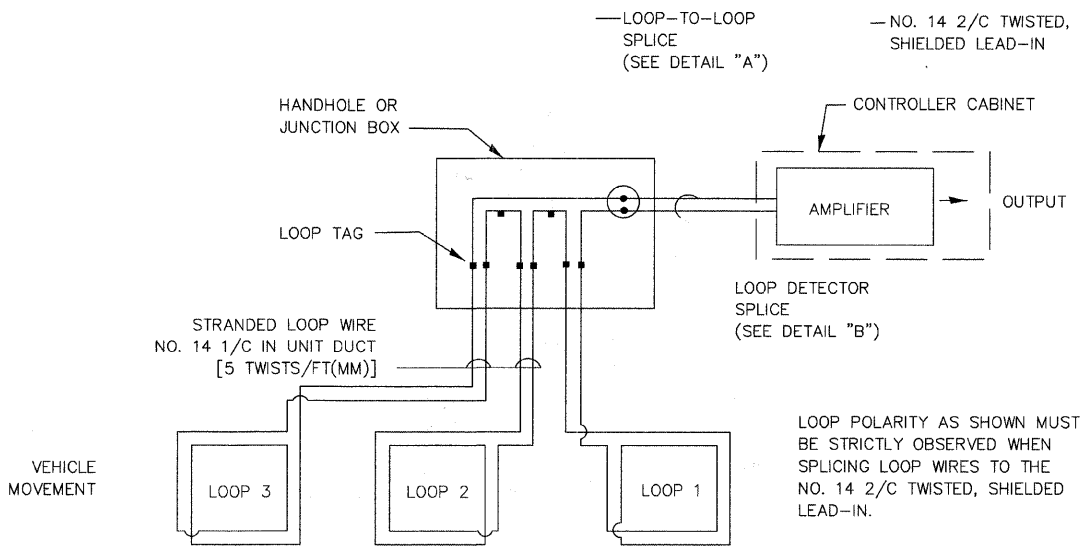 LOOP-TO-LOOP
SPLICE
(SEE DETAIL "A")
NO. 14 2/C TWISTED,
SHIELDED LEAD-IN
HANDHOLE OR
JUNCTION BOX
CONTROLLER CABINET
AMPLIFIER
OUTPUT
LOOP TAG
LOOP DETECTOR
SPLICE
(SEE DETAIL "B")
STRANDED LOOP WIRE
NO. 14 1/C IN UNIT DUCT
[5 TWISTS/FT(MM)]
LOOP POLARITY AS SHOWN MUST
BE STRICTLY OBSERVED WHEN
SPLICING LOOP WIRES TO THE
NO. 14 2/C TWISTED, SHIELDED
LEAD-IN.
VEHICLE
MOVEMENT
LOOP 3
LOOP 2
LOOP 1